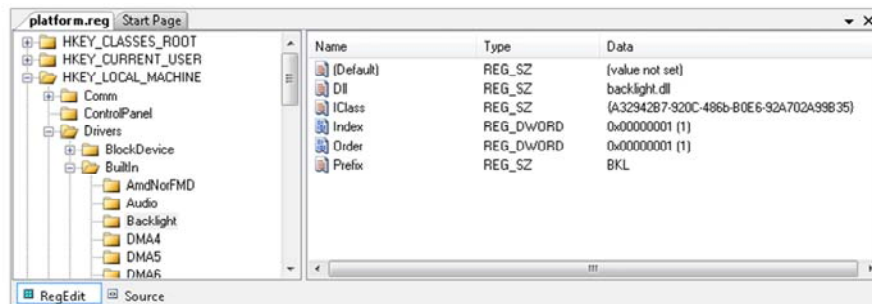 platform.reg Start Page
HKEY_CLASSES_ROOT
HKEY_CURRENT_USER
HKEY_LOCAL_MACHINE
Comm
ControlPanel
Drivers
BlockDevice
BuiltIn
AmdNorFMD
Audio
Backlight
DMA4
DMA5
DMA6
Name Type Data
(Default) REG_SZ (value not set)
Dll REG_SZ backlight.dll
IClass REG_SZ {A32942B7-920C-486b-B0E6-92A702A99B35}
Index REG_DWORD 0x00000001 (1)
Order REG_DWORD 0x00000001 (1)
Prefix REG_SZ BKL
RegEdit Source